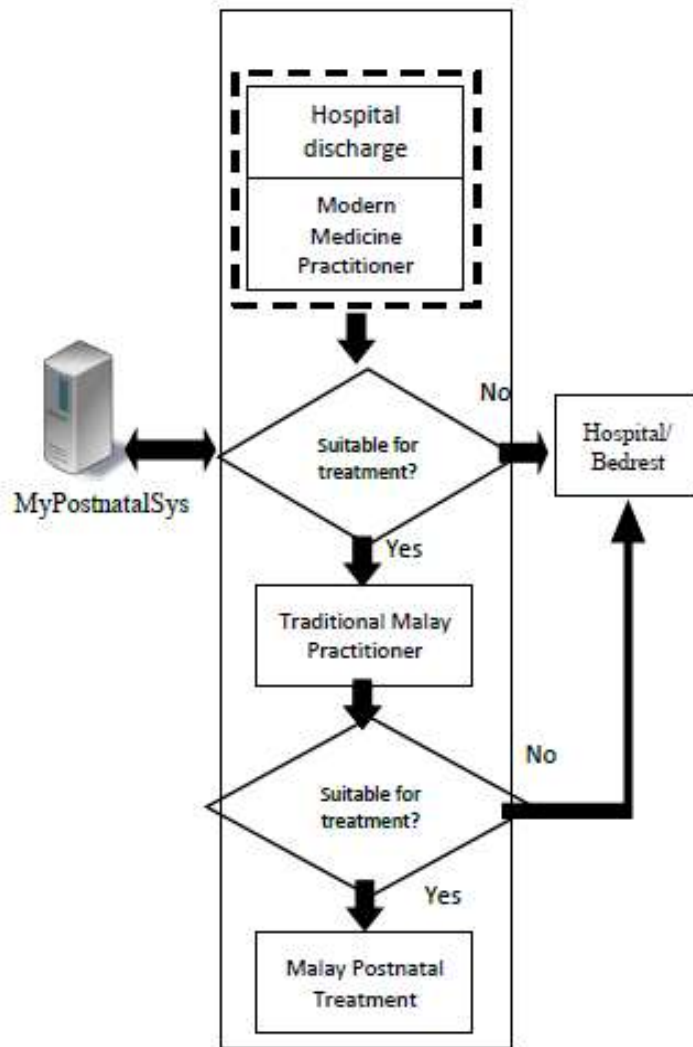 Hospital
discharge
Modern
Medicine
Practitioner
No
Suitable for
treatment?
Hospital/
Bedrest
MyPostnatalSys
Yes
Traditional Malay
Practitioner
No
Suitable for
treatment?
Yes
Malay Postnatal
Treatment